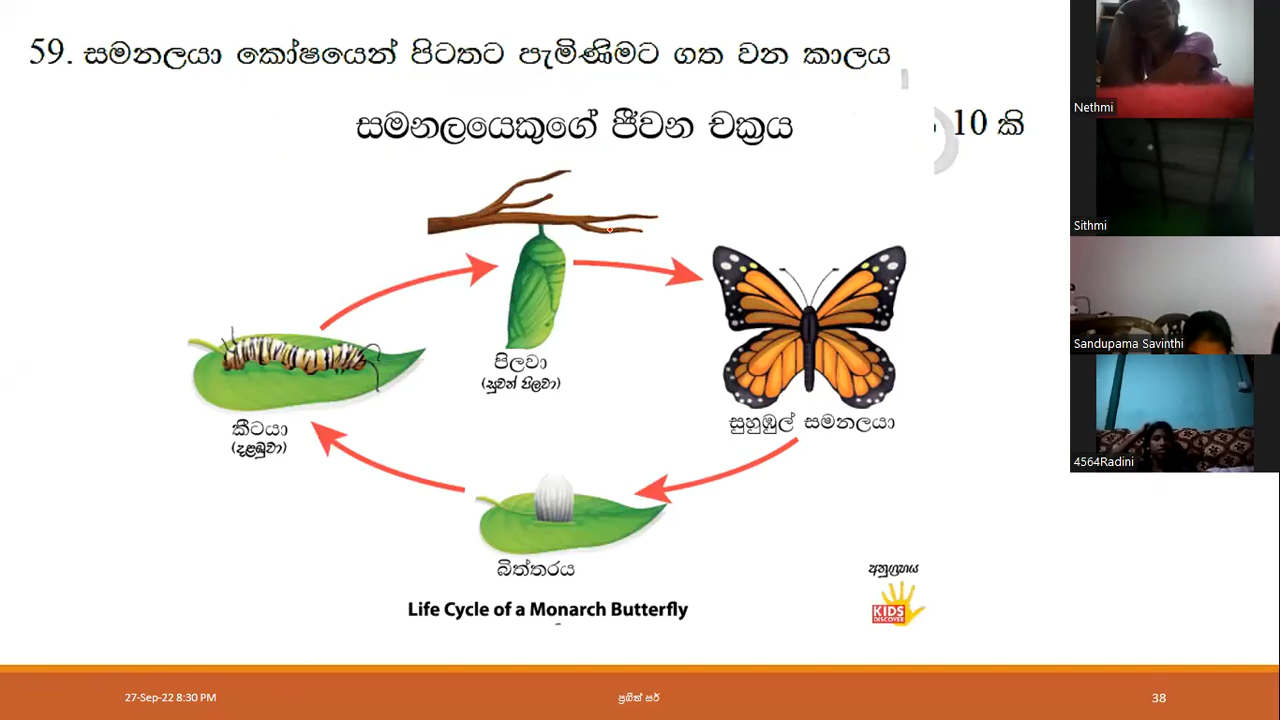 59. සමනලයා කෝෂයෙන් පිටතට පැමිණිමට ගත වන කාලය
සමනලයෙකුගේ ජීවන චක්‍රය
10 කි
පිලවා
(සුවන් පිලවා)
කීටයා
(දළඹුවා)
සුහුඹුල් සමනලයා
බිත්තරය
Life Cycle of a Monarch Butterfly
අනුග්‍රහය
KIDS
DISCOVER
27-Sep-22 8:30 PM
ප්‍රගීත් සර්
38
Nethmi
Sithmi
Sandupama Savinthi
4564Radini